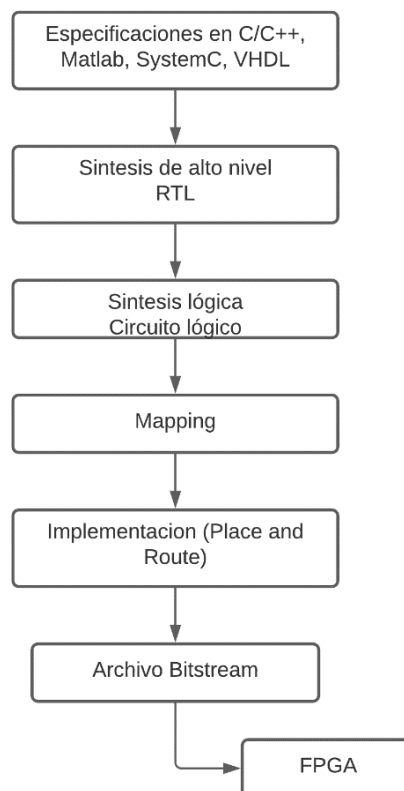 Especificaciones en C/C++,
Matlab, SystemC, VHDL
Sintesis de alto nivel
RTL
Sintesis lógica
Circuito lógico
Mapping
Implementacion (Place and
Route)
Archivo Bitstream
FPGA